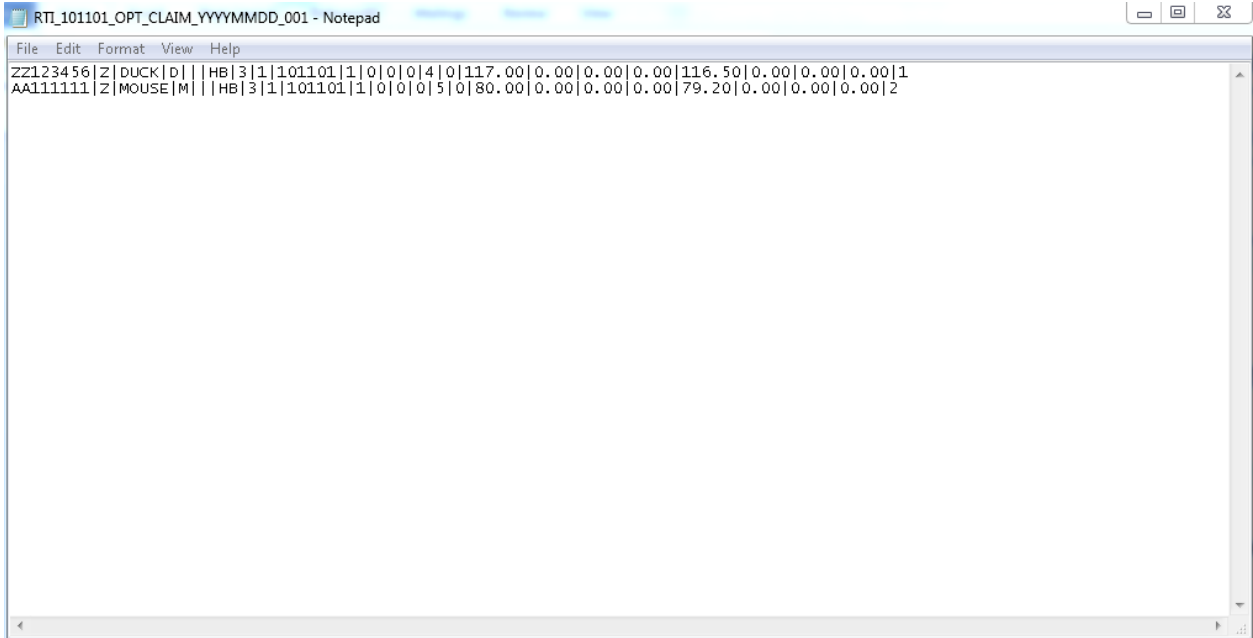 RTI_101101_OPT_CLAIM_YYYYMMDD_001 - Notepad
File Edit Format View Help
ZZ123456|Z|DUCK|D|||HB|3|1|101101|1|0|0|0|4|0|117.00|0.00|0.00|0.00|116.50|0.00|0.00|0.00|1
AA111111|Z|MOUSE|M|||HB|3|1|101101|1|0|0|0|5|0|80.00|0.00|0.00|0.00|79.20|0.00|0.00|0.00|2